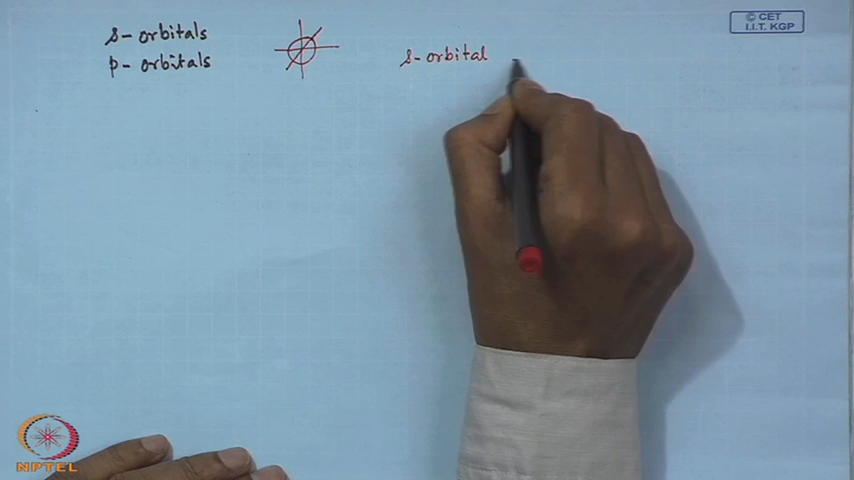 s-orbitals
p-orbitals
s-orbital
© CET
I.I.T. KGP
NPTEL